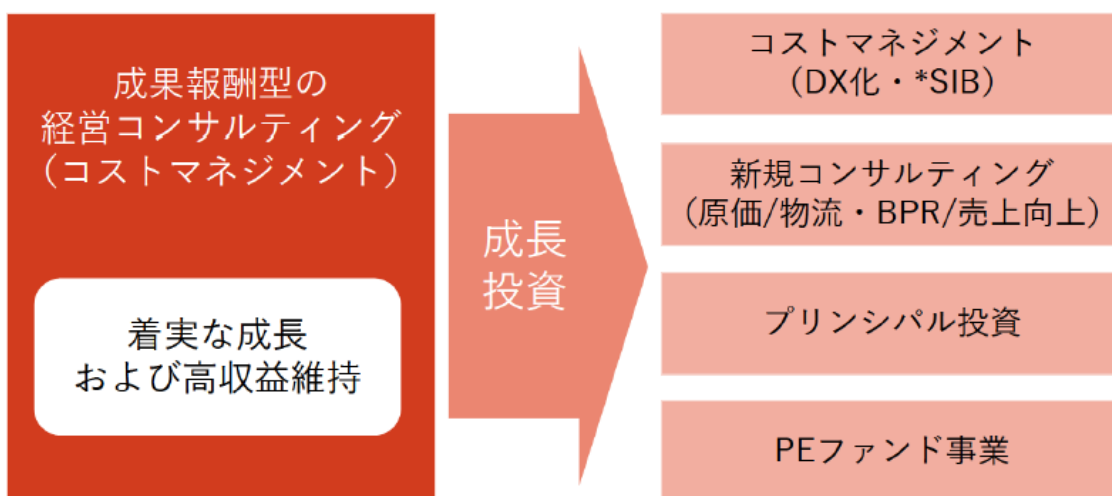 成果報酬型の
経営コンサルティング
（コストマネジメント）
着実な成長
および高収益維持
成長
投資
コストマネジメント
（DX化・*SIB）
新規コンサルティング
（原価/物流・BPR/売上向上）
プリンシパル投資
PEファンド事業